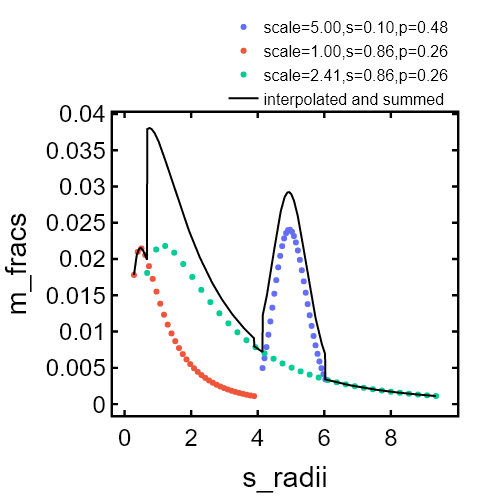 scale=5.00,s=0.10,p=0.48
scale=1.00,s=0.86,p=0.26
scale=2.41,s=0.86,p=0.26
interpolated and summed
0.04
0.035
0.03
0.025
0.02
0.015
0.01
0.005
0
m_fracs
0 2 4 6 8
s_radii